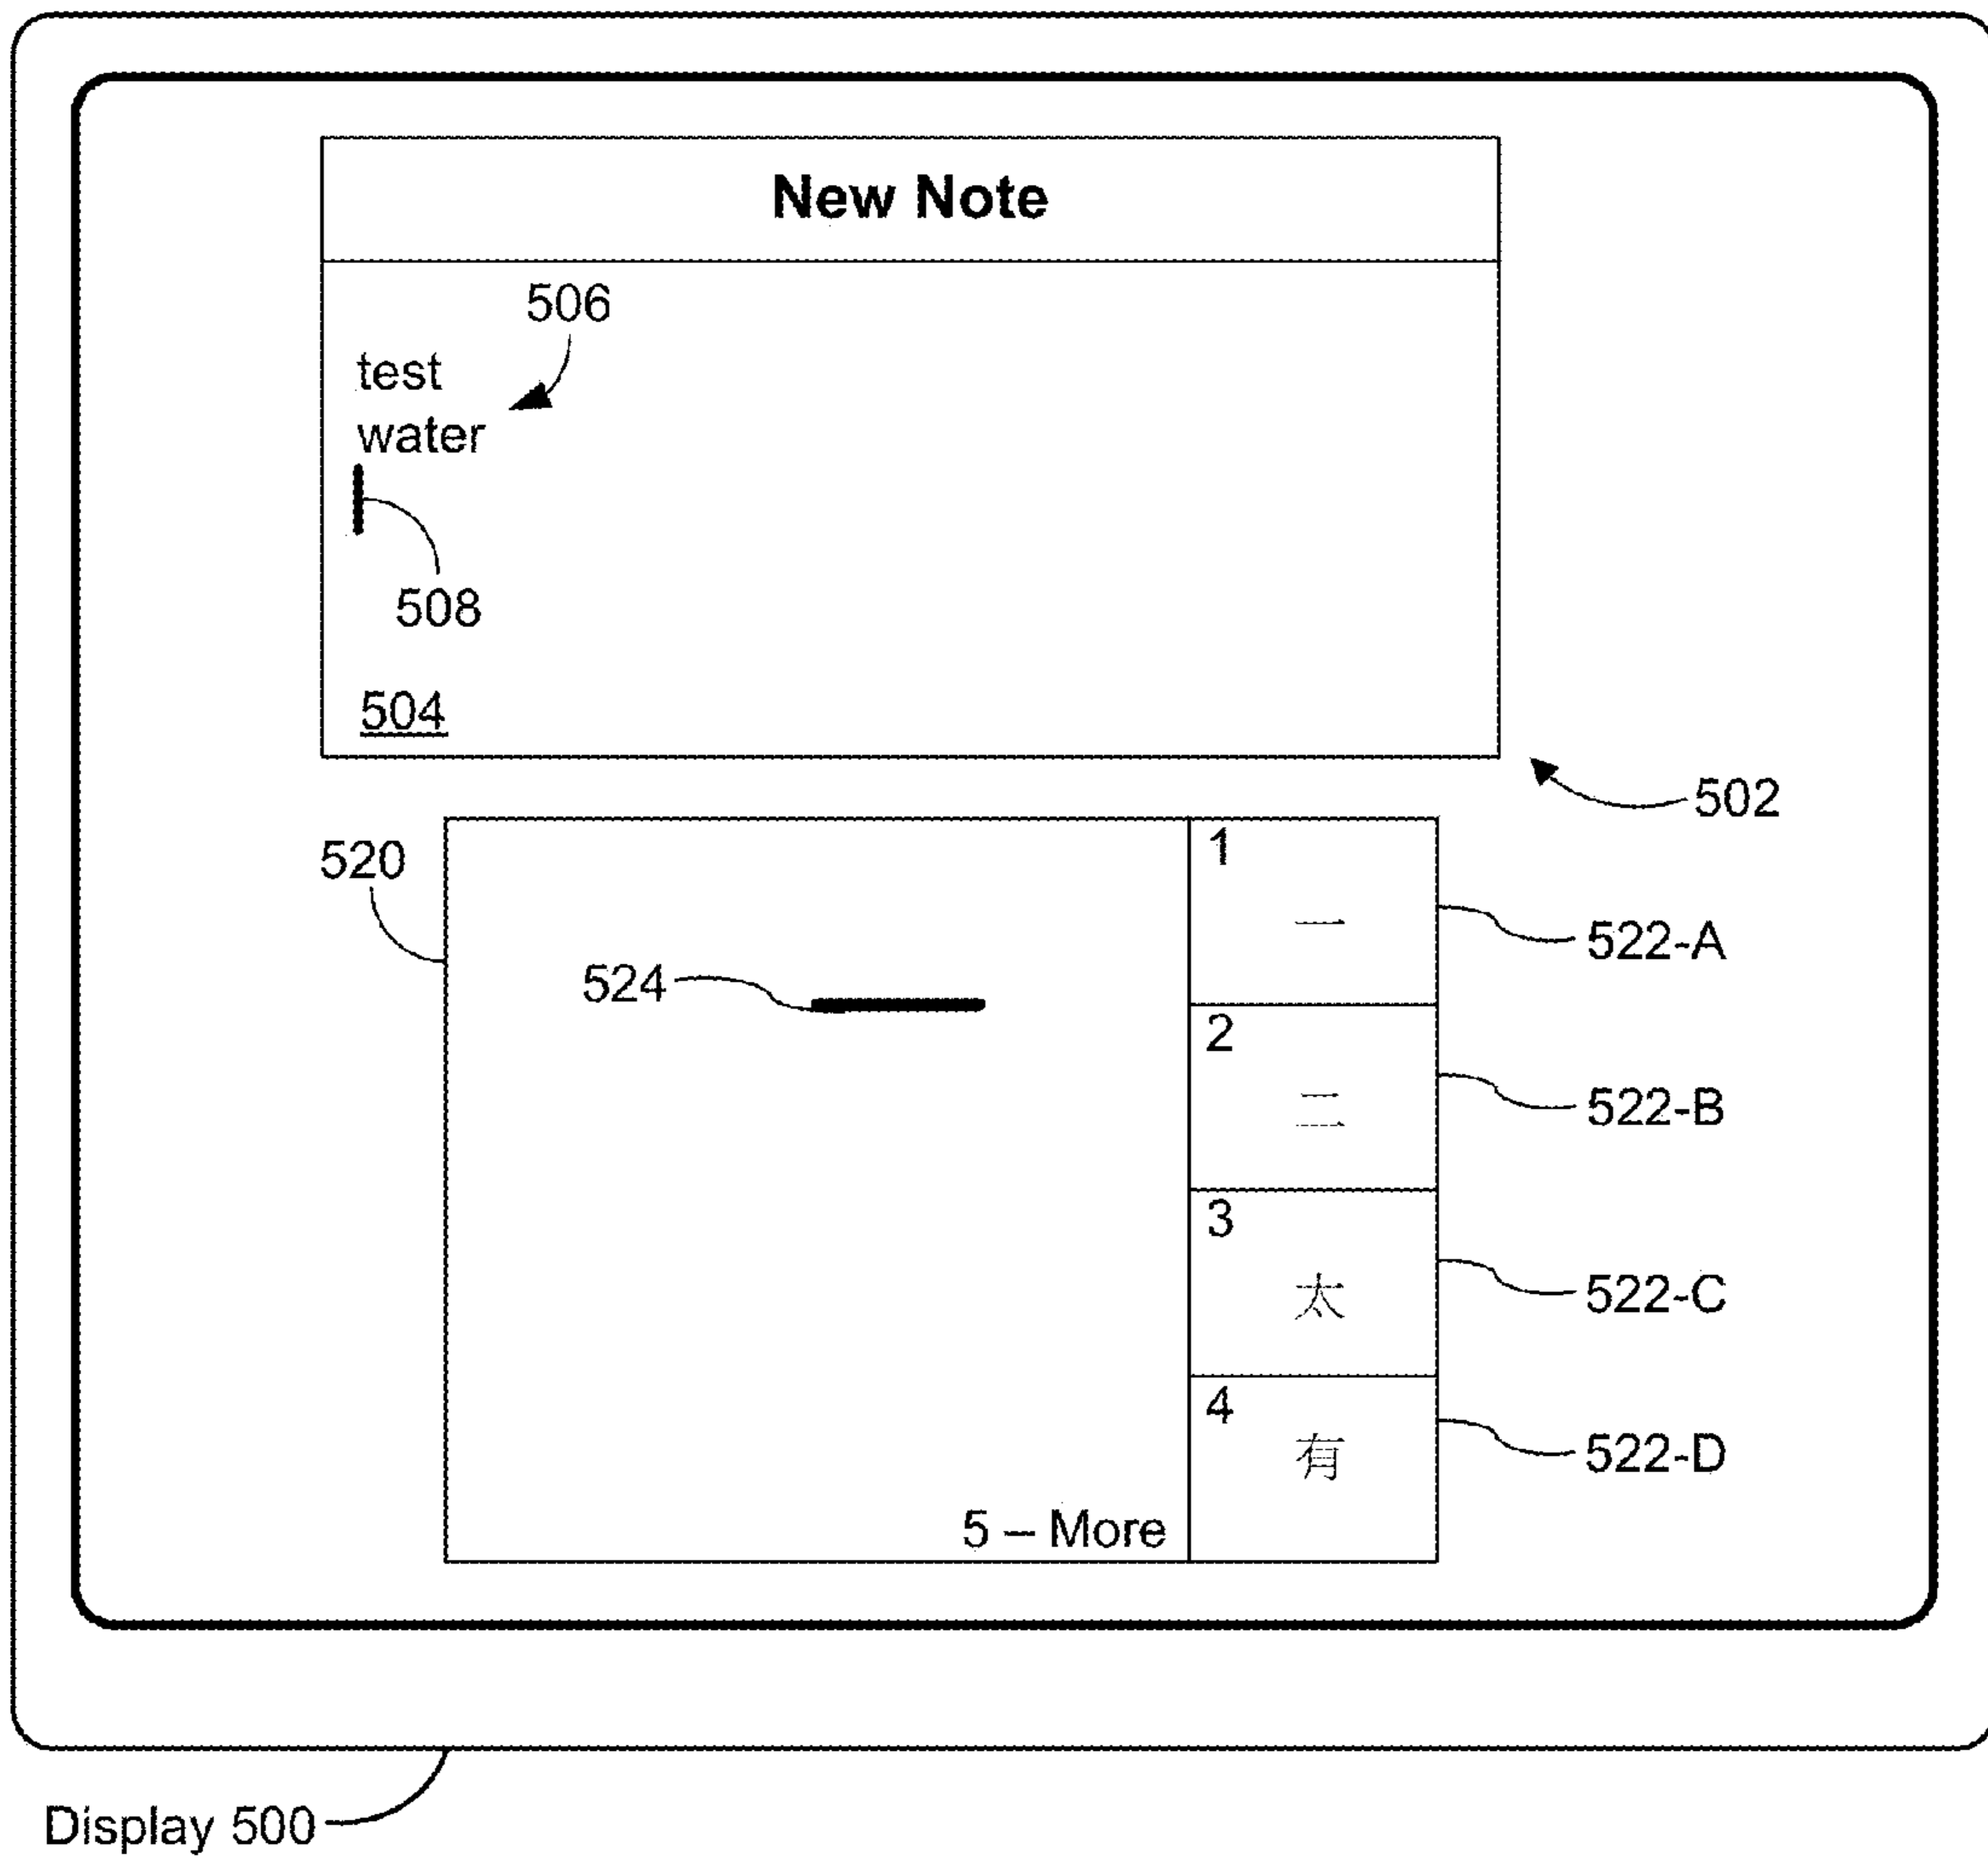 New Note
506
test
water
508
504
502
520
1
一
522-A
524
2
二
522-B
3
太
522-C
4
有
522-D
5 – More
Display 500